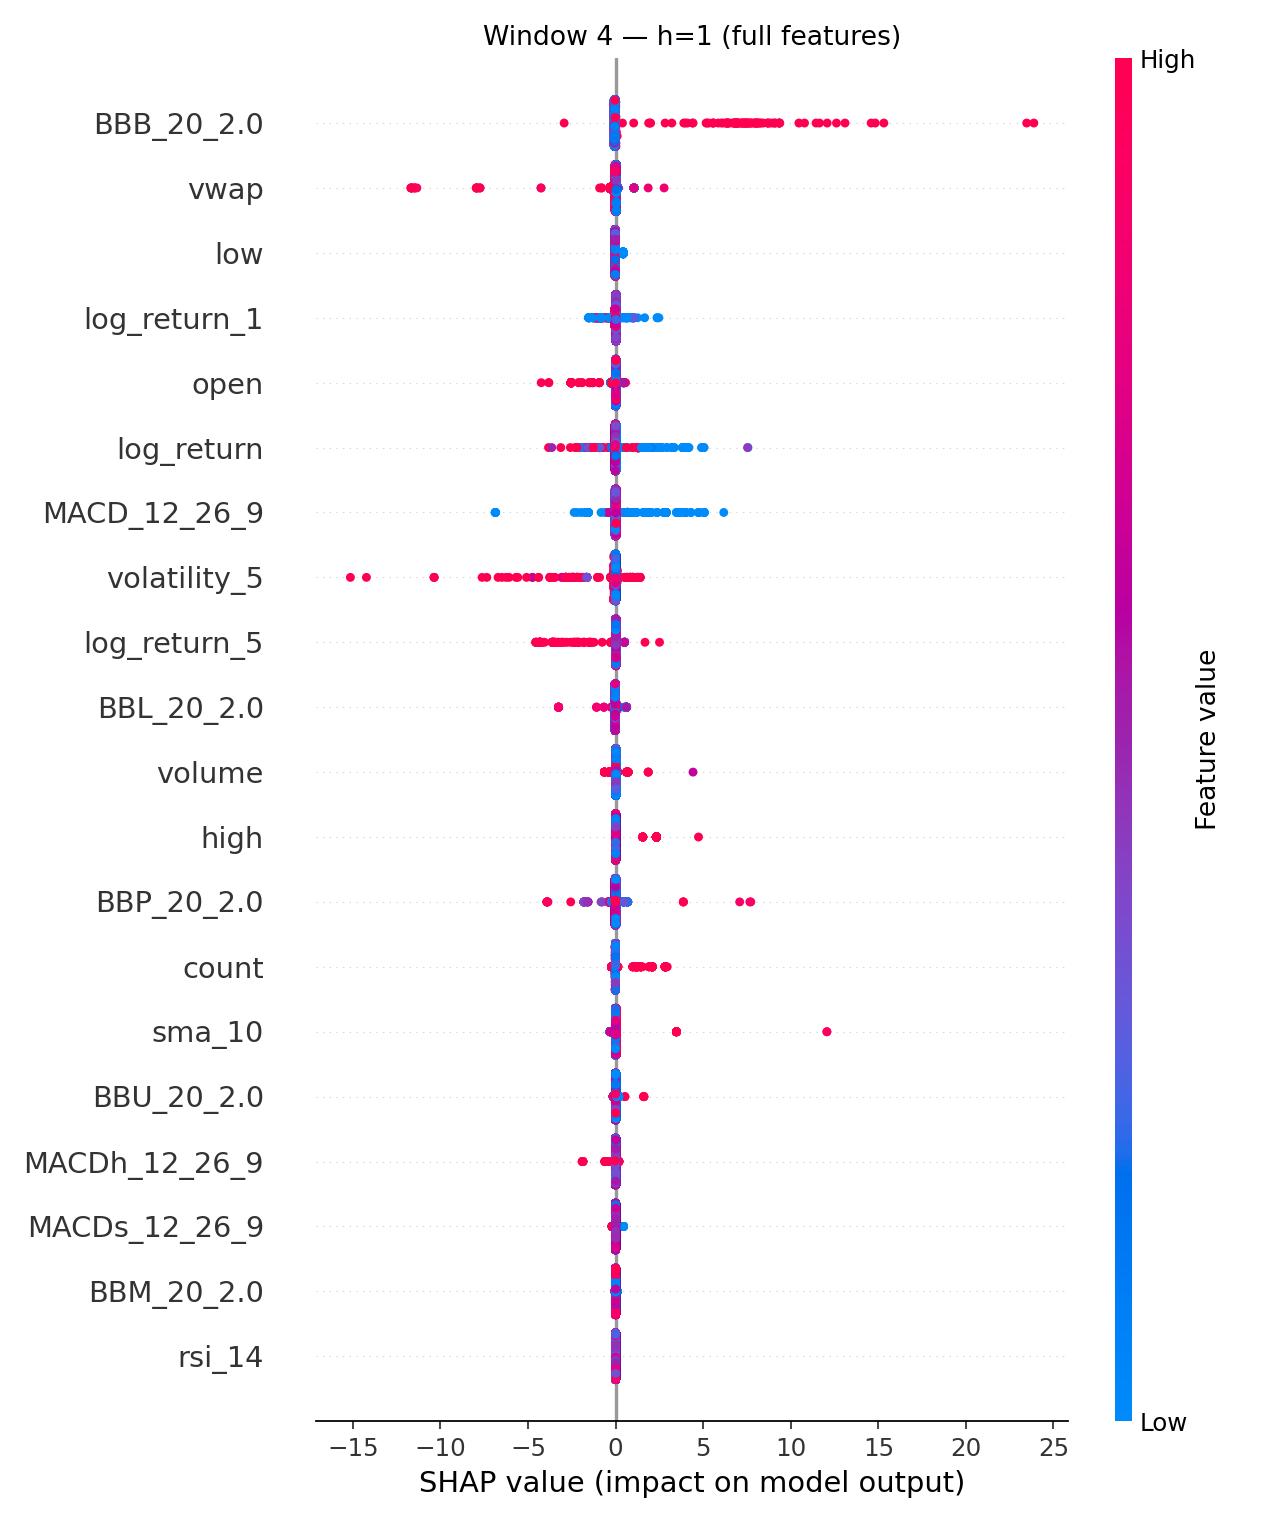 Window 4 — h=1 (full features)
High
BBB_20_2.0
vwap
low
log_return_1
open
log_return
MACD_12_26_9
volatility_5
log_return_5
BBL_20_2.0
volume
high
BBP_20_2.0
count
sma_10
BBU_20_2.0
MACDh_12_26_9
MACDs_12_26_9
BBM_20_2.0
rsi_14
Feature value
Low
−15 −10 −5 0 5 10 15 20 25
SHAP value (impact on model output)